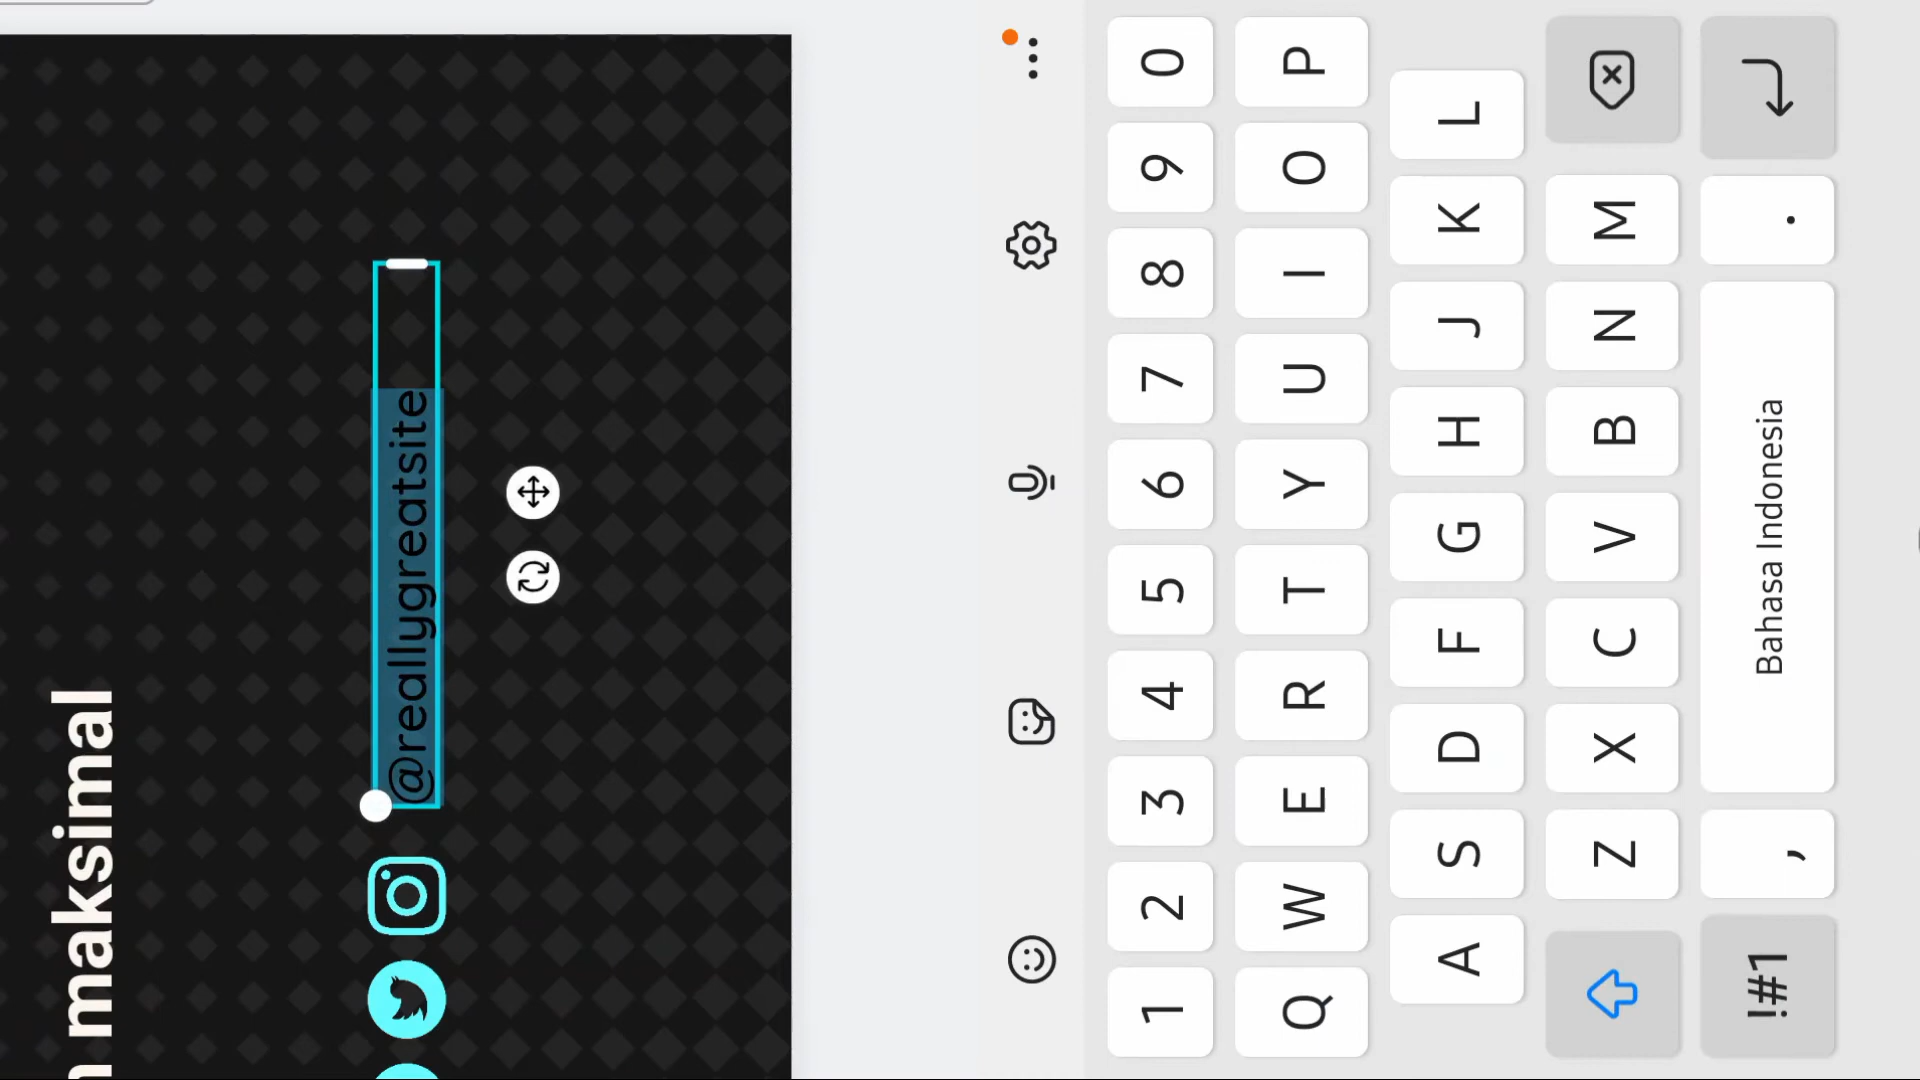 n maksimal
@reallygreatsite
1 2 3 4 5 6 7 8 9 0
Q W E R T Y U I O P
A S D F G H J K L
Z X C V B N M
!#1 , Bahasa Indonesia .